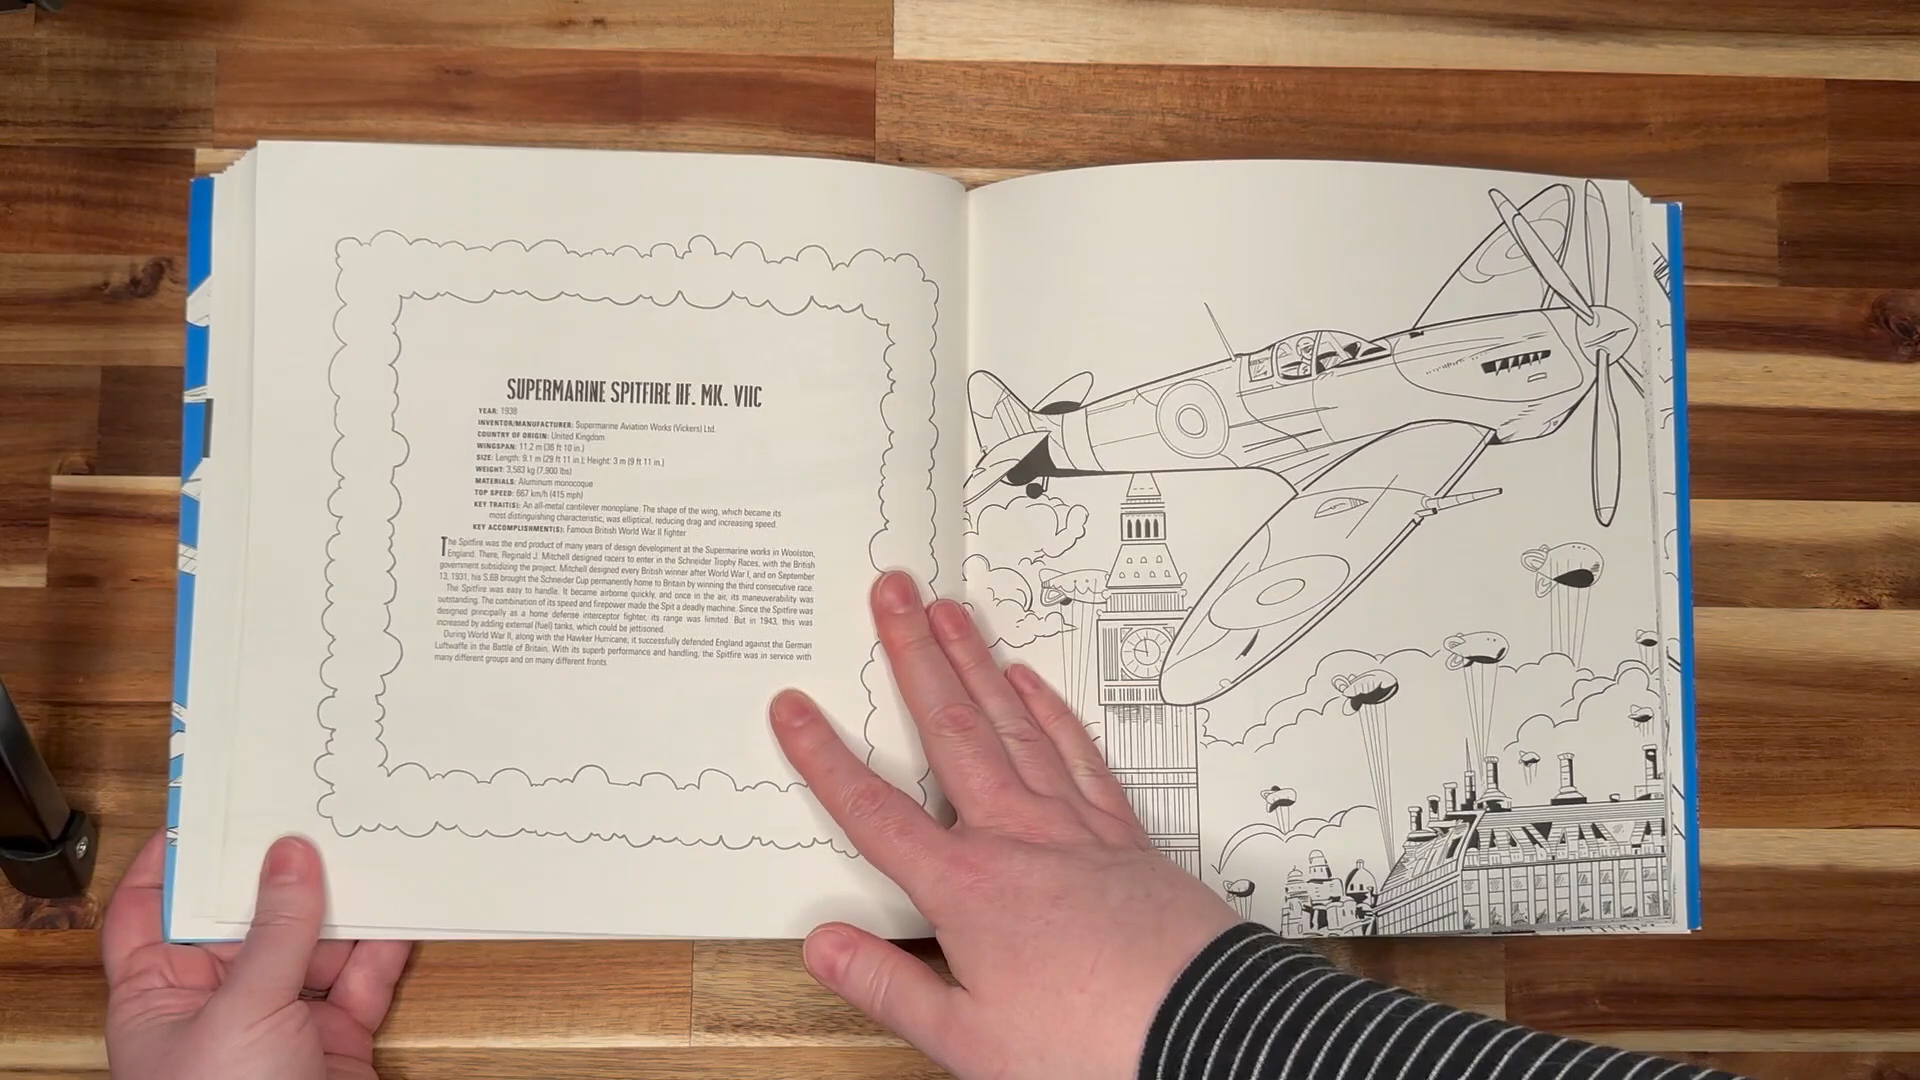 SUPERMARINE SPITFIRE IIF. MK. VIIC
YEAR: 1938
INVENTOR/MANUFACTURER: Supermarine Aviation Works (Vickers) Ltd.
COUNTRY OF ORIGIN: United Kingdom
WINGSPAN: 11.2 m (36 ft 10 in.)
SIZE: Length: 9.1 m (29 ft 11 in.); Height: 3 m (9 ft 11 in.)
WEIGHT: 3,583 kg (7,900 lbs)
MATERIALS: Aluminum monocoque
TOP SPEED: 667 km/h (415 mph)
KEY TRAIT(S): An all-metal cantilever monoplane. The shape of the wing, which became its
most distinguishing characteristic, was elliptical, reducing drag and increasing speed.
KEY ACCOMPLISHMENT(S): Famous British World War II fighter
The Spitfire was the end product of many years of design development at the Supermarine works in Woolston,
England. There, Reginald J. Mitchell designed racers to enter in the Schneider Trophy Races, with the British
government subsidizing the project. Mitchell designed every British winner after World War I, and on September
13, 1931, his S.6B brought the Schneider Cup permanently home to Britain by winning the third consecutive race.
The Spitfire was easy to handle. It became airborne quickly, and once in the air, its maneuverability was
outstanding. The combination of its speed and firepower made the Spit a deadly machine. Since the Spitfire was
designed principally as a home defense interceptor fighter, its range was limited. But in 1943, this was
increased by adding external (fuel) tanks, which could be jettisoned.
During World War II, along with the Hawker Hurricane, it successfully defended England against the German
Luftwaffe in the Battle of Britain. With its superb performance and handling, the Spitfire was in service with
many different groups and on many different fronts.